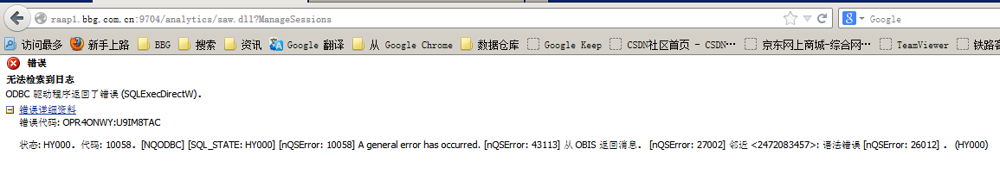 raap1.bbg.com.cn:9704/analytics/saw.dll?ManageSessions
Google
访问最多 新手上路 BBG 搜索 资讯 Google 翻译 从 Google Chrome 数据仓库 Google Keep CSDN社区首页 - CSDN… 京东网上商城-综合网… TeamViewer 铁路客
错误
无法检索到日志
ODBC 驱动程序返回了错误 (SQLExecDirectW)。
错误详细资料
错误代码: OPR4ONWY:U9IM8TAC
状态: HY000。代码: 10058。[NQODBC] [SQL_STATE: HY000] [nQSError: 10058] A general error has occurred. [nQSError: 43113] 从 OBIS 返回消息。 [nQSError: 27002] 邻近 <2472083457>: 语法错误 [nQSError: 26012] 。 (HY000)